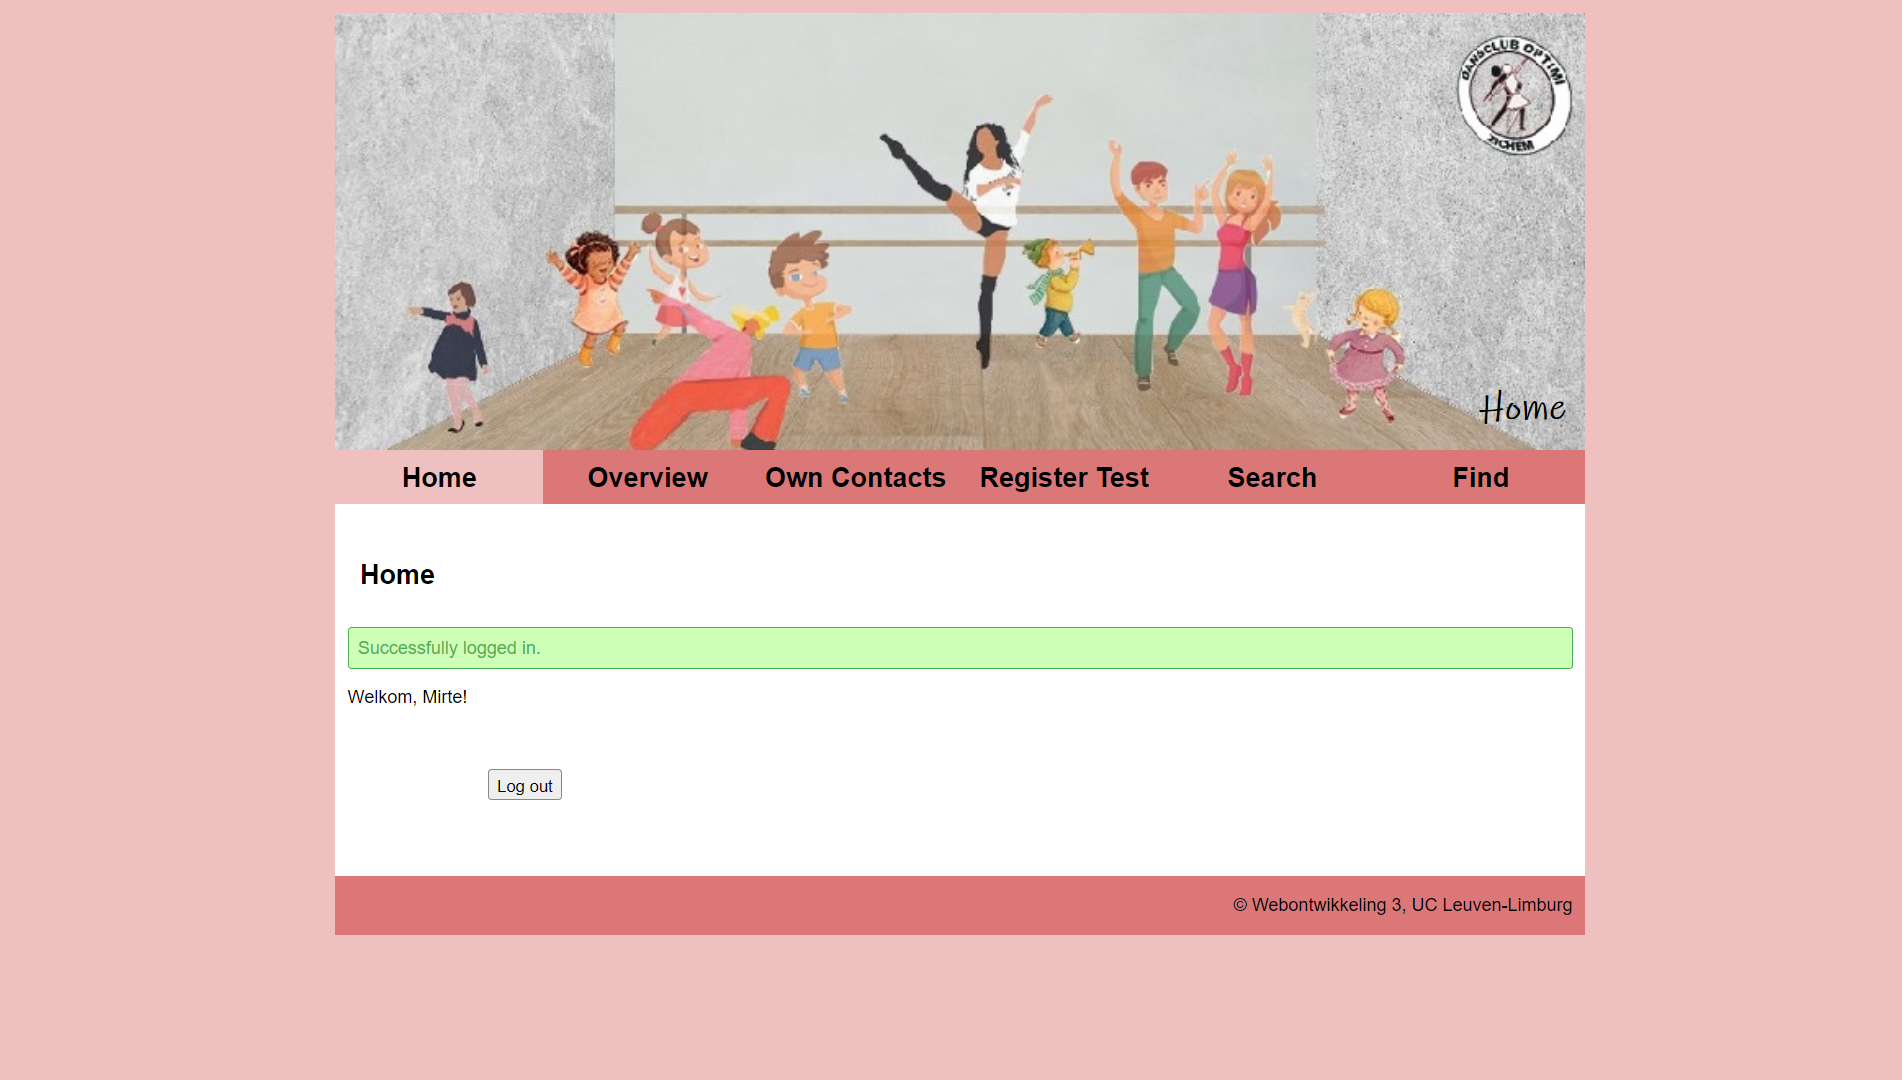 DANSCLUB OPTIMI
ZICHEM
Home
Home
Overview
Own Contacts
Register Test
Search
Find
Home
Successfully logged in.
Welkom, Mirte!
Log out
© Webontwikkeling 3, UC Leuven-Limburg